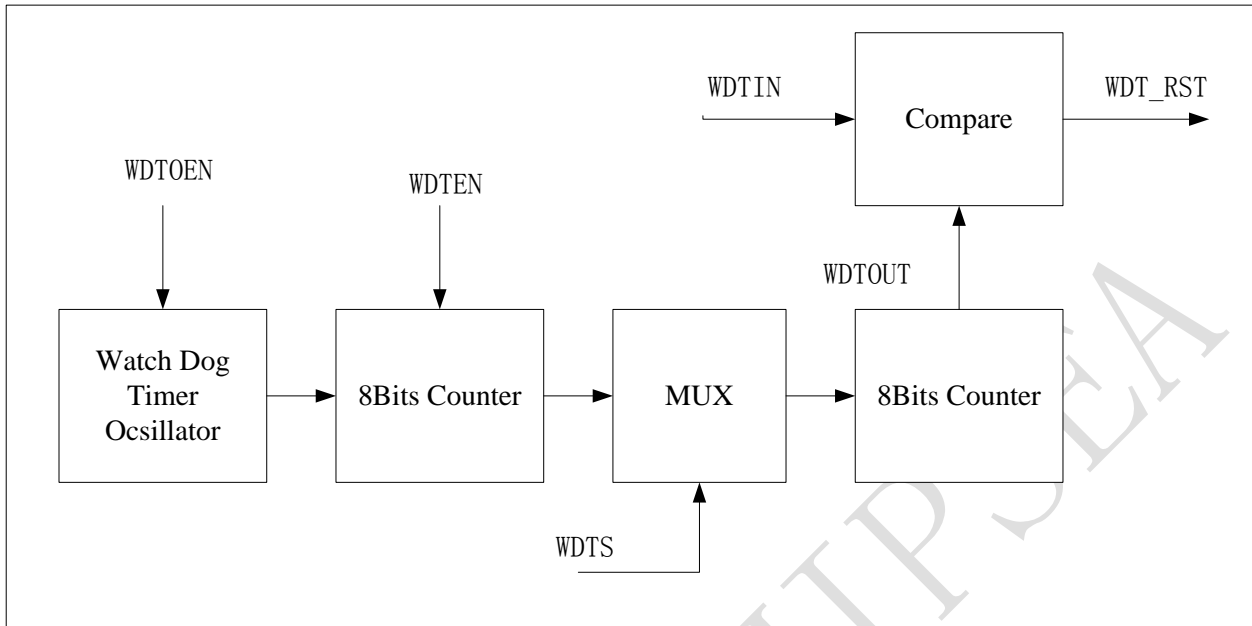 WDTIN
Compare
WDT_RST
WDTOEN
WDTEN
WDTOUT
Watch Dog
Timer
Ocsillator
8Bits Counter
MUX
8Bits Counter
WDTS